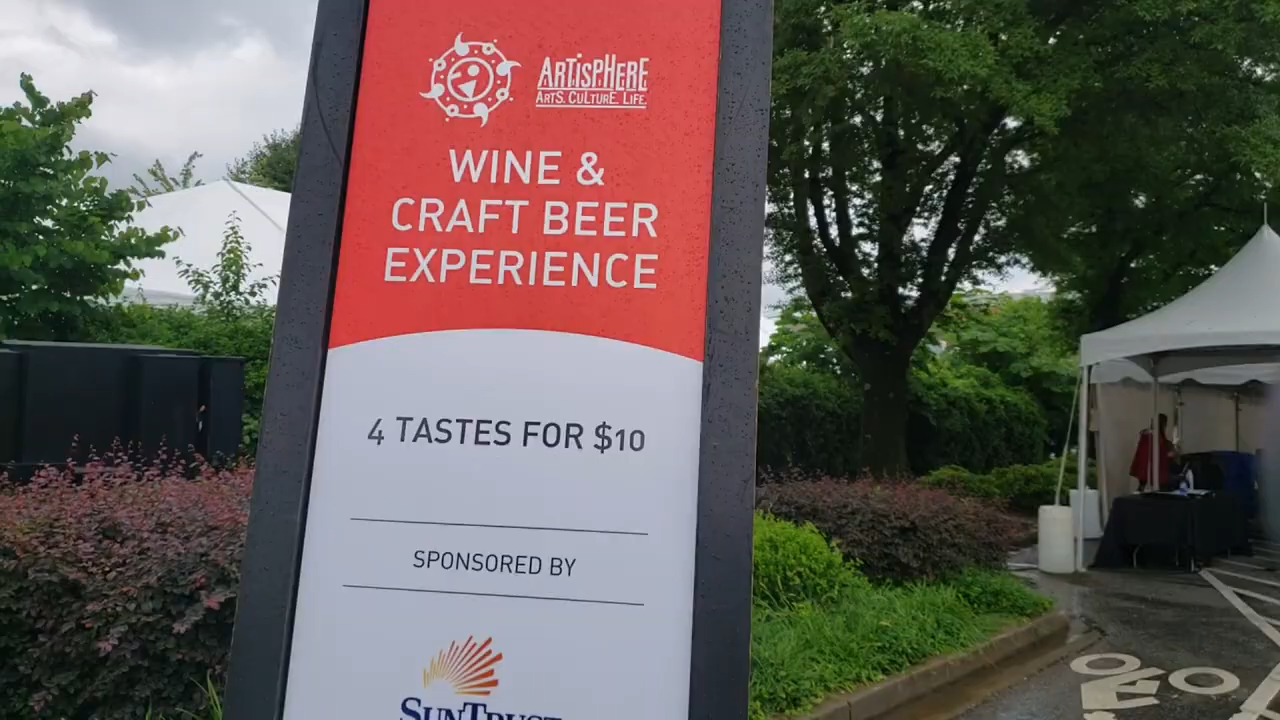 ARTISPHERE
ARTS. CULTURE. LIFE.
WINE &
CRAFT BEER
EXPERIENCE
4 TASTES FOR $10
SPONSORED BY
SUNTRUST